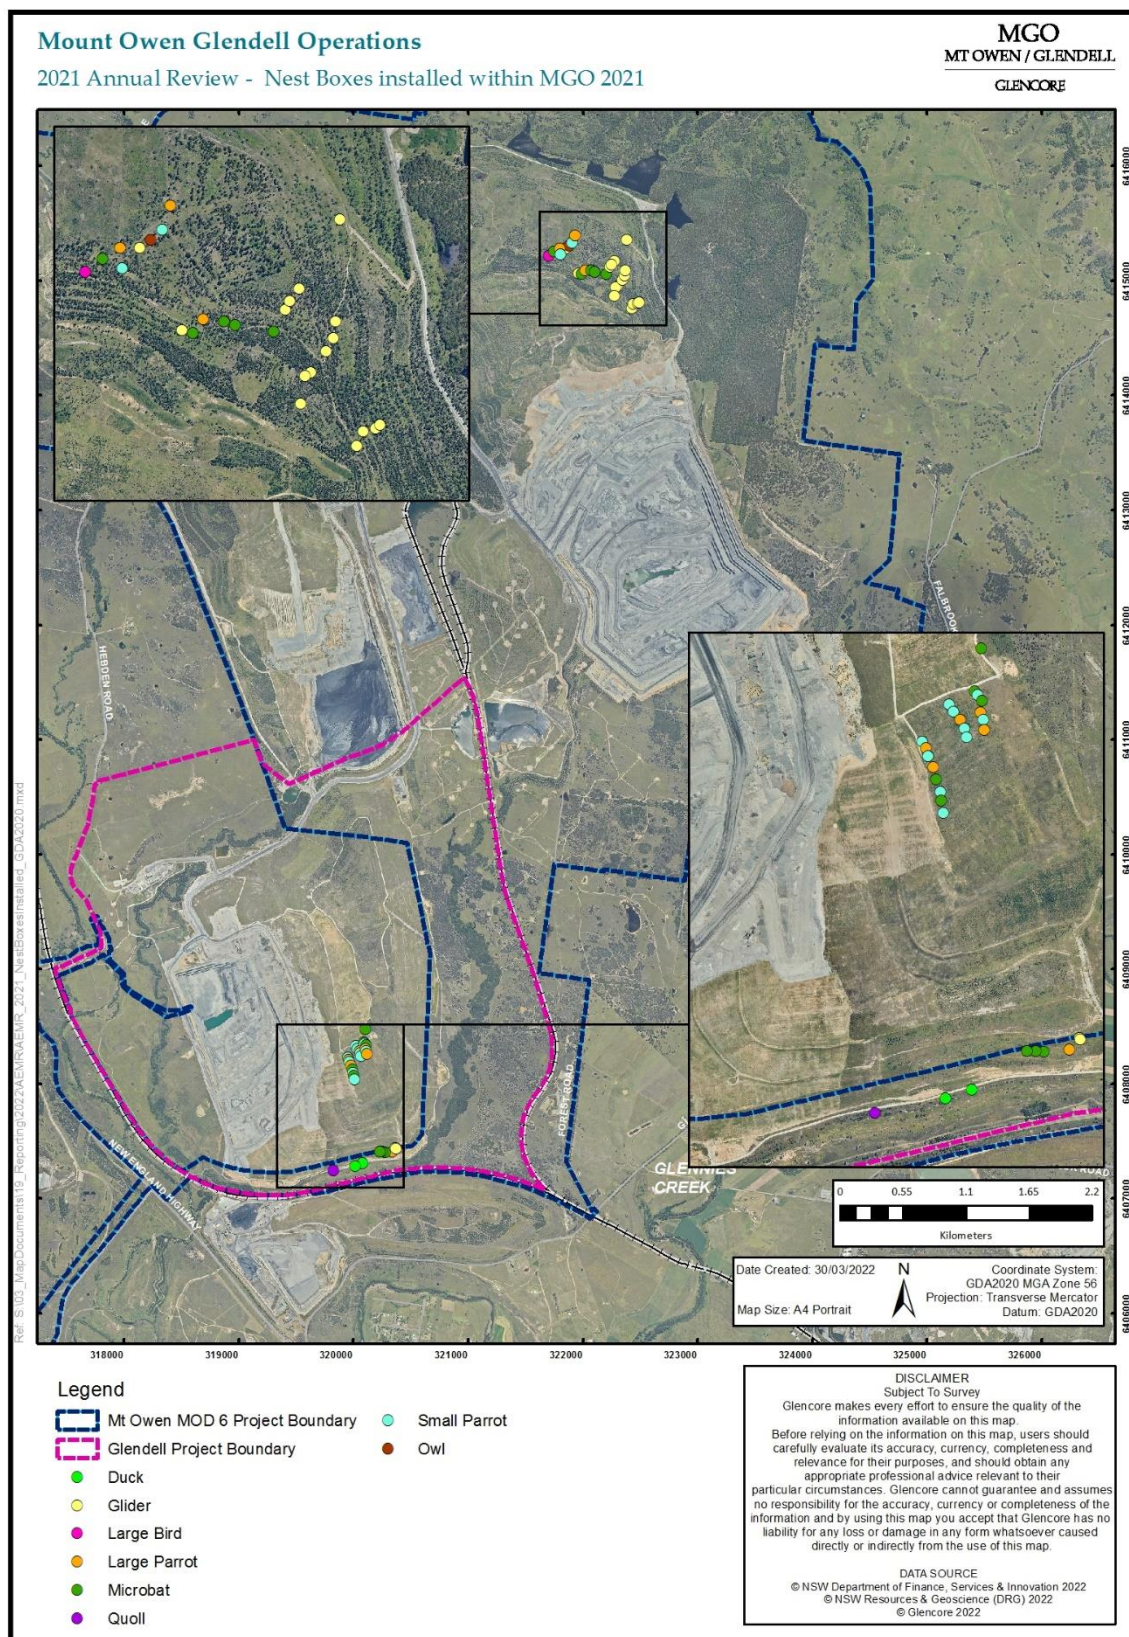 Mount Owen Glendell Operations
2021 Annual Review - Nest Boxes installed within MGO 2021
MGO
MT OWEN / GLENDELL
GLENCORE
6416000
6415000
6414000
6413000
6412000
6411000
6410000
6409000
6408000
6407000
6406000
HEBDEN ROAD
FALBROOK
FOREST ROAD
NEW ENGLAND HIGHWAY
GLENNIES
CREEK
ROAD
0 0.55 1.1 1.65 2.2
Kilometers
Date Created: 30/03/2022
Map Size: A4 Portrait
N
Coordinate System:
GDA2020 MGA Zone 56
Projection: Transverse Mercator
Datum: GDA2020
318000 319000 320000 321000 322000 323000 324000 325000 326000
Ref: S:\03_MapDocuments\19_Reporting\2022\AEMR\AEMR_2021_NestBoxesInstalled_GDA2020.mxd
Legend
Mt Owen MOD 6 Project Boundary
Glendell Project Boundary
Duck
Glider
Large Bird
Large Parrot
Microbat
Quoll
Small Parrot
Owl
DISCLAIMER
Subject To Survey
Glencore makes every effort to ensure the quality of the
information available on this map.
Before relying on the information on this map, users should
carefully evaluate its accuracy, currency, completeness and
relevance for their purposes, and should obtain any
appropriate professional advice relevant to their
particular circumstances. Glencore cannot guarantee and assumes
no responsibility for the accuracy, currency or completeness of the
information and by using this map you accept that Glencore has no
liability for any loss or damage in any form whatsoever caused
directly or indirectly from the use of this map.
DATA SOURCE
© NSW Department of Finance, Services & Innovation 2022
© NSW Resources & Geoscience (DRG) 2022
© Glencore 2022